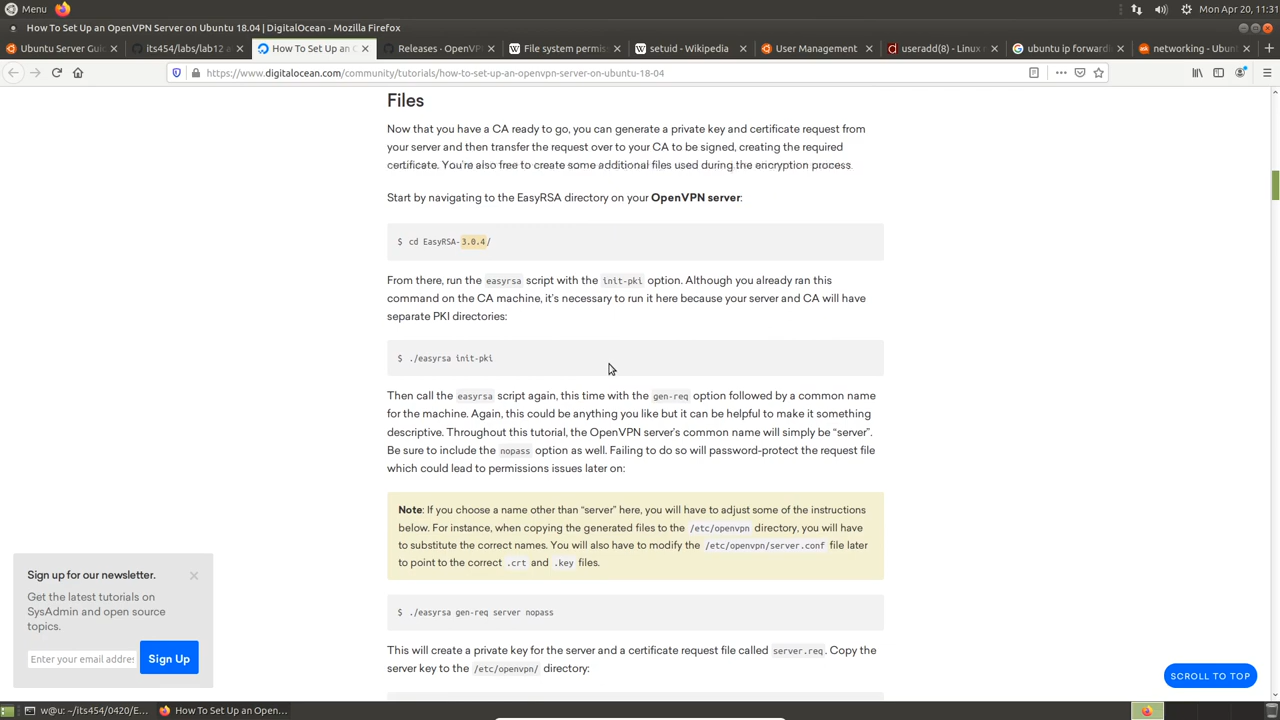 Menu
Mon Apr 20, 11:31
How To Set Up an OpenVPN Server on Ubuntu 18.04 | DigitalOcean - Mozilla Firefox
Ubuntu Server Guid
its454/labs/lab12 a
How To Set Up an O
Releases - OpenVP
File system permis
setuid - Wikipedia
User Management
useradd(8) - Linux m
ubuntu ip forwardi
networking - Ubunt
https://www.digitalocean.com/community/tutorials/how-to-set-up-an-openvpn-server-on-ubuntu-18-04
Files
Now that you have a CA ready to go, you can generate a private key and certificate request from
your server and then transfer the request over to your CA to be signed, creating the required
certificate. You're also free to create some additional files used during the encryption process.
Start by navigating to the EasyRSA directory on your OpenVPN server:
$ cd EasyRSA-3.0.4/
From there, run the easyrsa script with the init-pki option. Although you already ran this
command on the CA machine, it's necessary to run it here because your server and CA will have
separate PKI directories:
$ ./easyrsa init-pki
Then call the easyrsa script again, this time with the gen-req option followed by a common name
for the machine. Again, this could be anything you like but it can be helpful to make it something
descriptive. Throughout this tutorial, the OpenVPN server's common name will simply be "server".
Be sure to include the nopass option as well. Failing to do so will password-protect the request file
which could lead to permissions issues later on:
Note: If you choose a name other than "server" here, you will have to adjust some of the instructions
below. For instance, when copying the generated files to the /etc/openvpn directory, you will have
to substitute the correct names. You will also have to modify the /etc/openvpn/server.conf file later
to point to the correct .crt and .key files.
$ ./easyrsa gen-req server nopass
This will create a private key for the server and a certificate request file called server.req. Copy the
server key to the /etc/openvpn/ directory:
Sign up for our newsletter.
Get the latest tutorials on
SysAdmin and open source
topics.
Enter your email addres
Sign Up
SCROLL TO TOP
w@u: ~/its454/0420/E...
How To Set Up an Open...